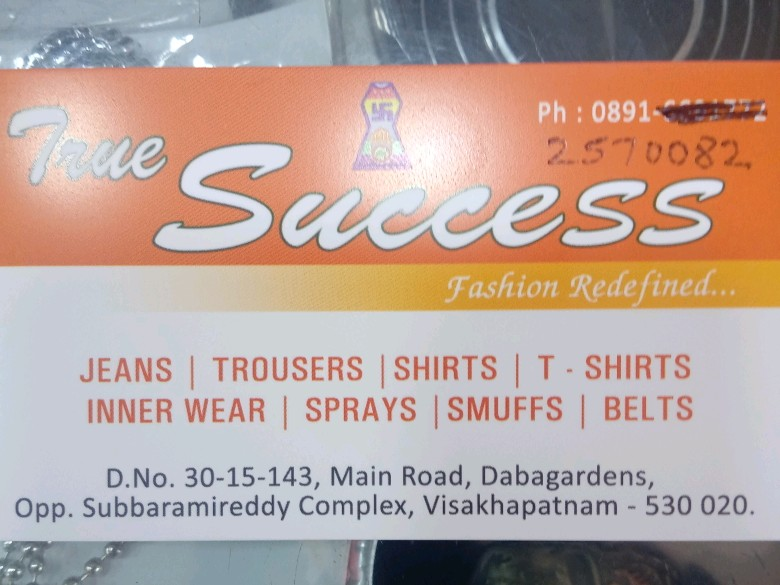 True
Success
Ph : 0891-
2570082
Fashion Redefined...
JEANS | TROUSERS | SHIRTS | T - SHIRTS
INNER WEAR | SPRAYS | SMUFFS | BELTS
D.No. 30-15-143, Main Road, Dabagardens,
Opp. Subbaramireddy Complex, Visakhapatnam - 530 020.